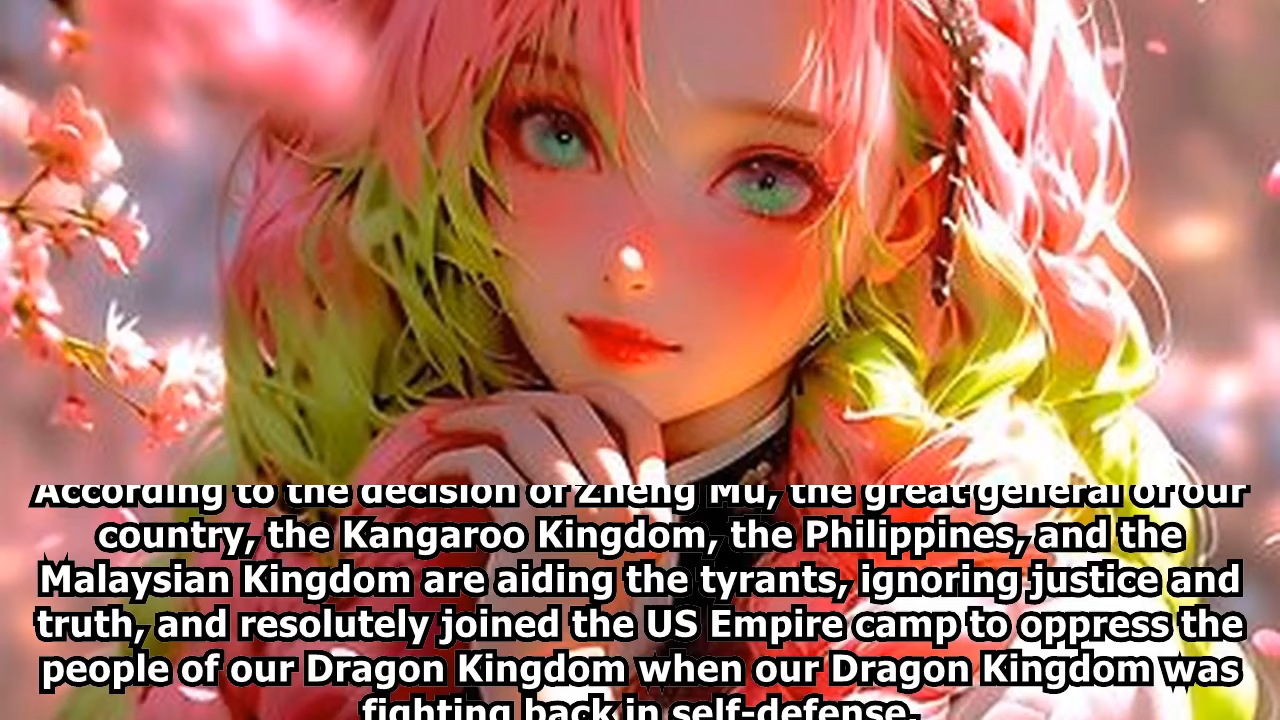 According to the decision of Zheng Mu, the great general of our
country, the Kangaroo Kingdom, the Philippines, and the
Malaysian Kingdom are aiding the tyrants, ignoring justice and
truth, and resolutely joined the US Empire camp to oppress the
people of our Dragon Kingdom when our Dragon Kingdom was
fighting back in self-defense.